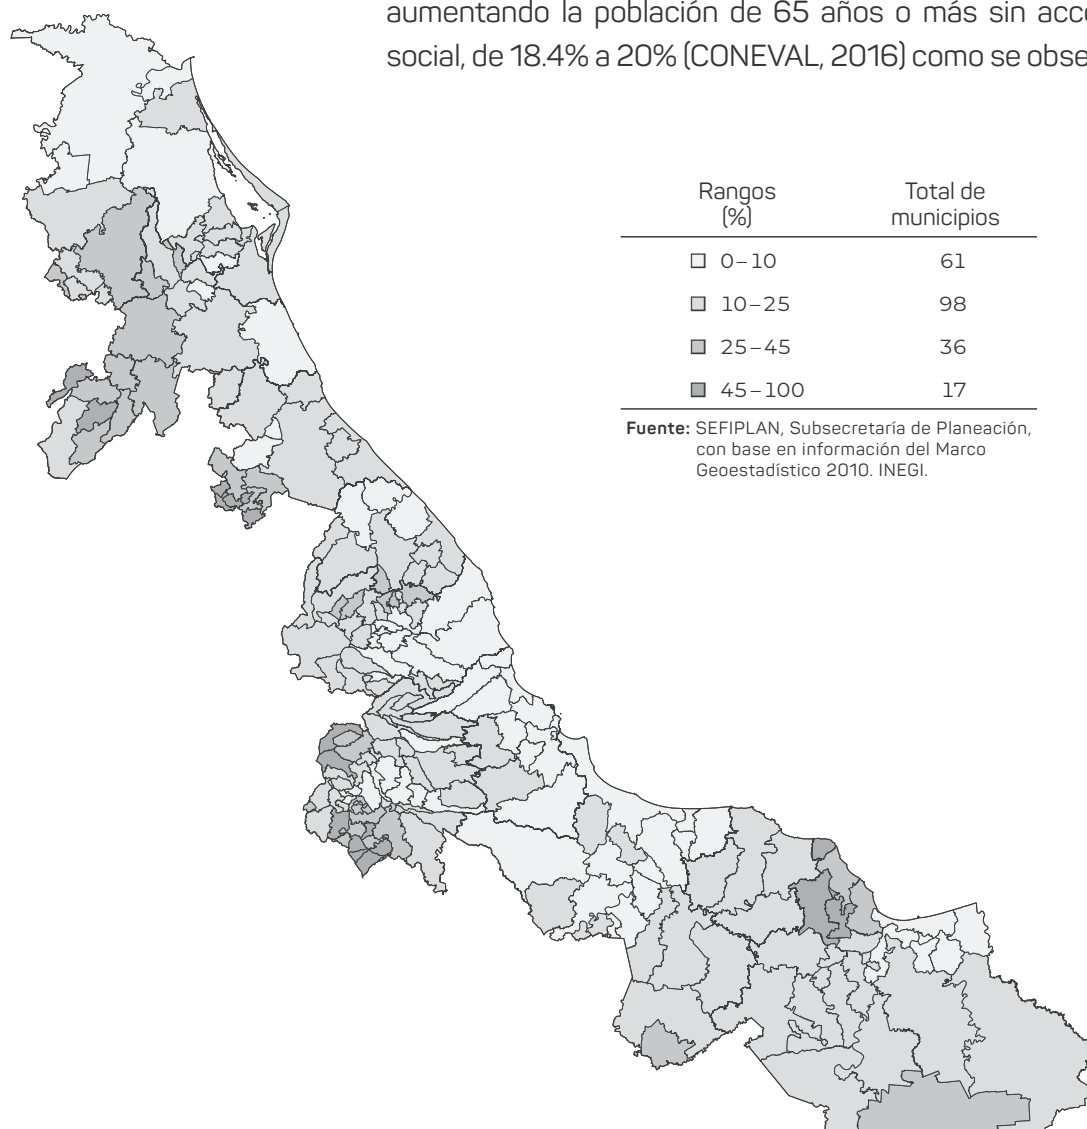 aumentando la población de 65 años o más sin
social, de 18.4% a 20% (CONEVAL, 2016) como se
Rangos
(%)
Total de
municipios
0–10 61
10–25 98
25–45 36
45–100 17
Fuente: SEFIPLAN, Subsecretaría de Planeación,
con base en información del Marco
Geoestadístico 2010. INEGI.